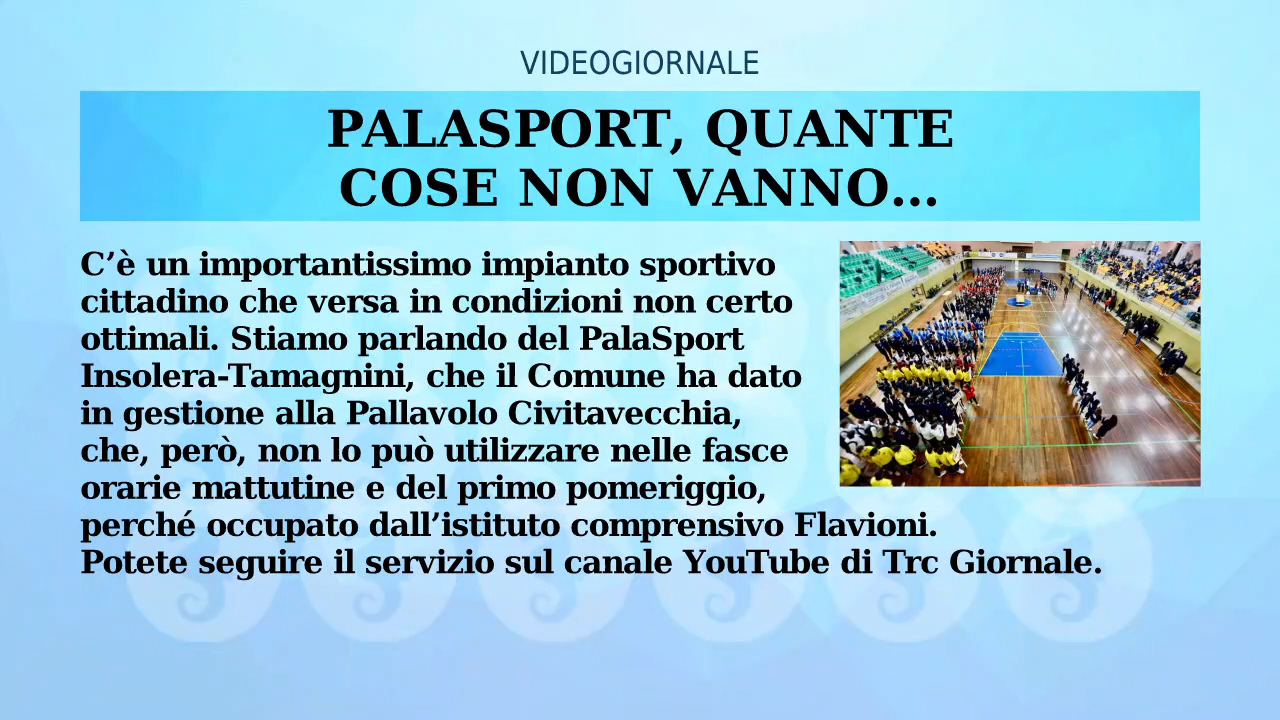 VIDEOGIORNALE
PALASPORT, QUANTE
COSE NON VANNO...
C’è un importantissimo impianto sportivo
cittadino che versa in condizioni non certo
ottimali. Stiamo parlando del PalaSport
Insolera-Tamagnini, che il Comune ha dato
in gestione alla Pallavolo Civitavecchia,
che, però, non lo può utilizzare nelle fasce
orarie mattutine e del primo pomeriggio,
perché occupato dall’istituto comprensivo Flavioni.
Potete seguire il servizio sul canale YouTube di Trc Giornale.